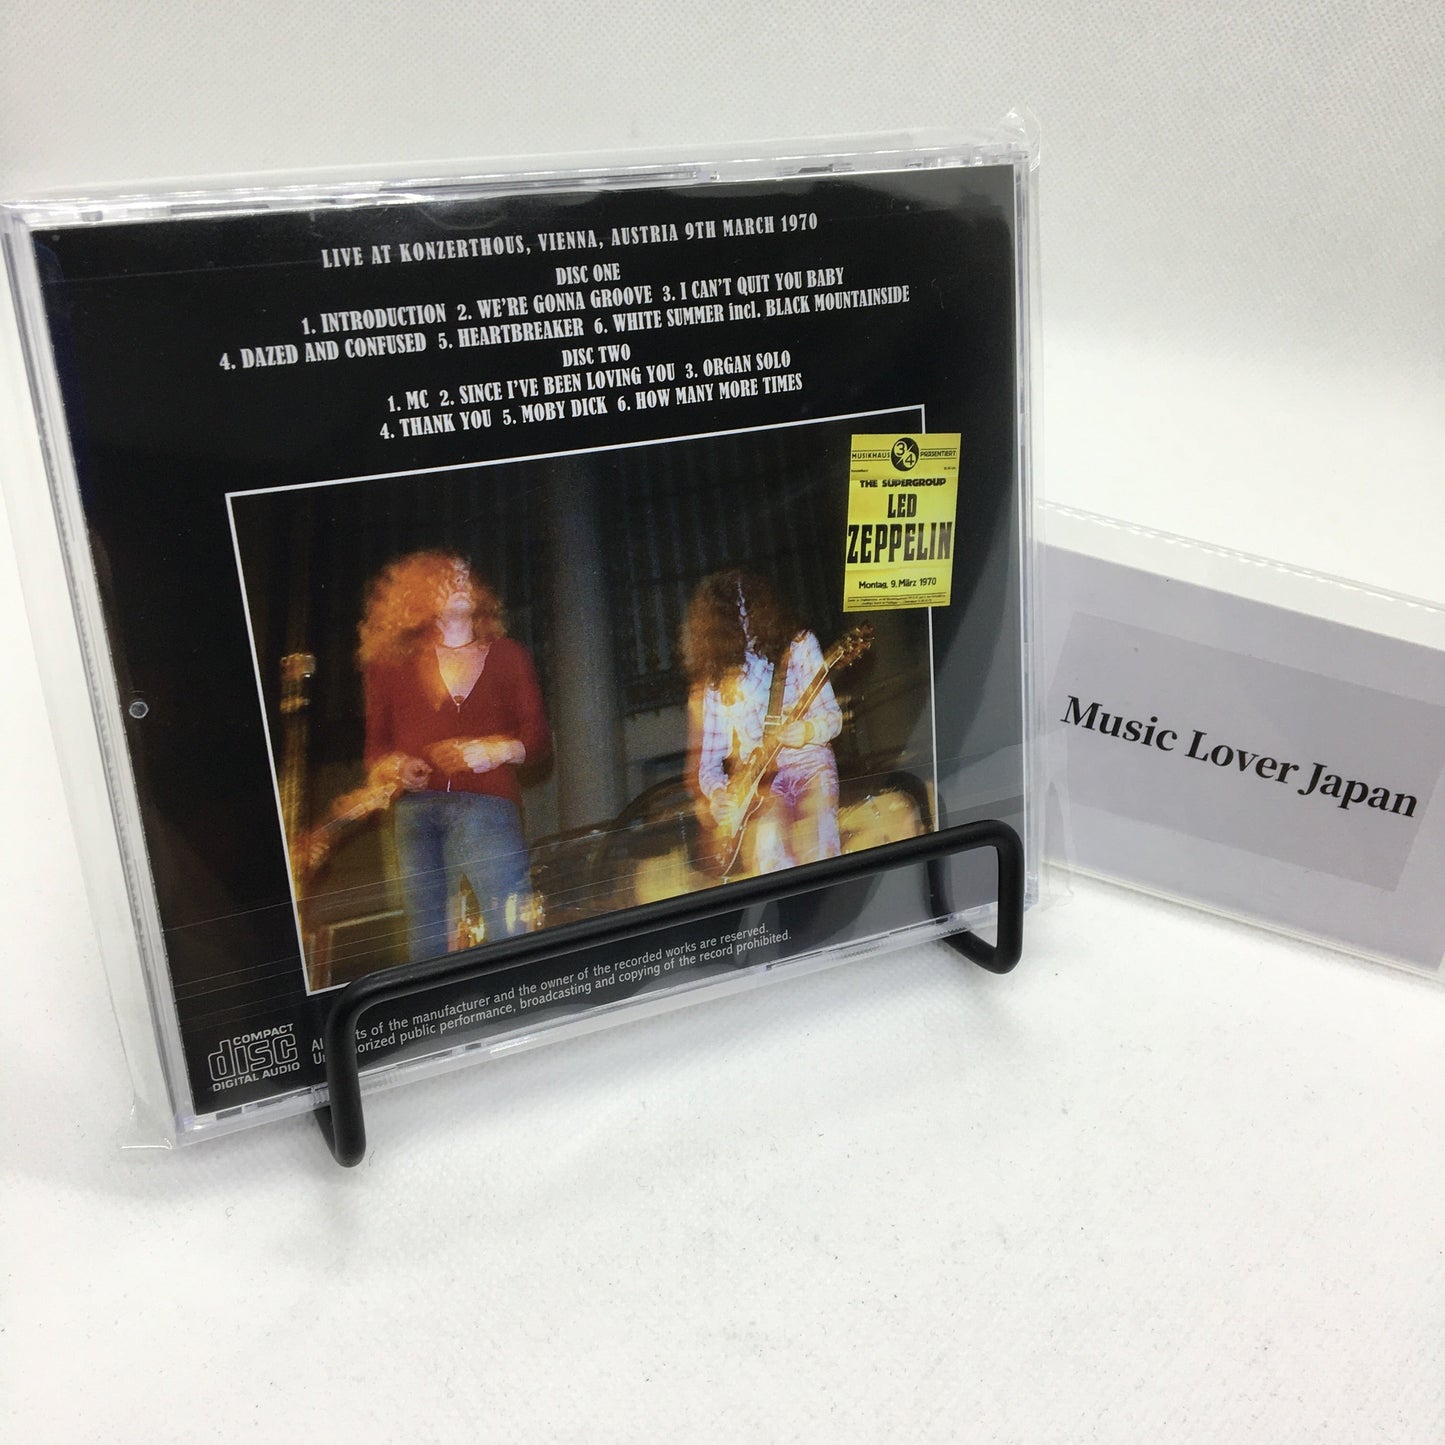 LIVE AT KONZERTHOUS, VIENNA, AUSTRIA 9TH MARCH 1970
DISC ONE
1. INTRODUCTION 2. WE'RE GONNA GROOVE 3. I CAN'T QUIT YOU BABY
4. DAZED AND CONFUSED 5. HEARTBREAKER 6. WHITE SUMMER incl. BLACK MOUNTAINSIDE
DISC TWO
1. MC 2. SINCE I'VE BEEN LOVING YOU 3. ORGAN SOLO
4. THANK YOU 5. MOBY DICK 6. HOW MANY MORE TIMES
MUSIKHAUS 3/4 PRÄSENTIERT
THE SUPERGROUP
LED
ZEPPELIN
Montag, 9. März 1970
Music Lover Japan
of the manufacturer and the owner of the recorded works are reserved.
public performance, broadcasting and copying of the record prohibited.
COMPACT
disc
DIGITAL AUDIO